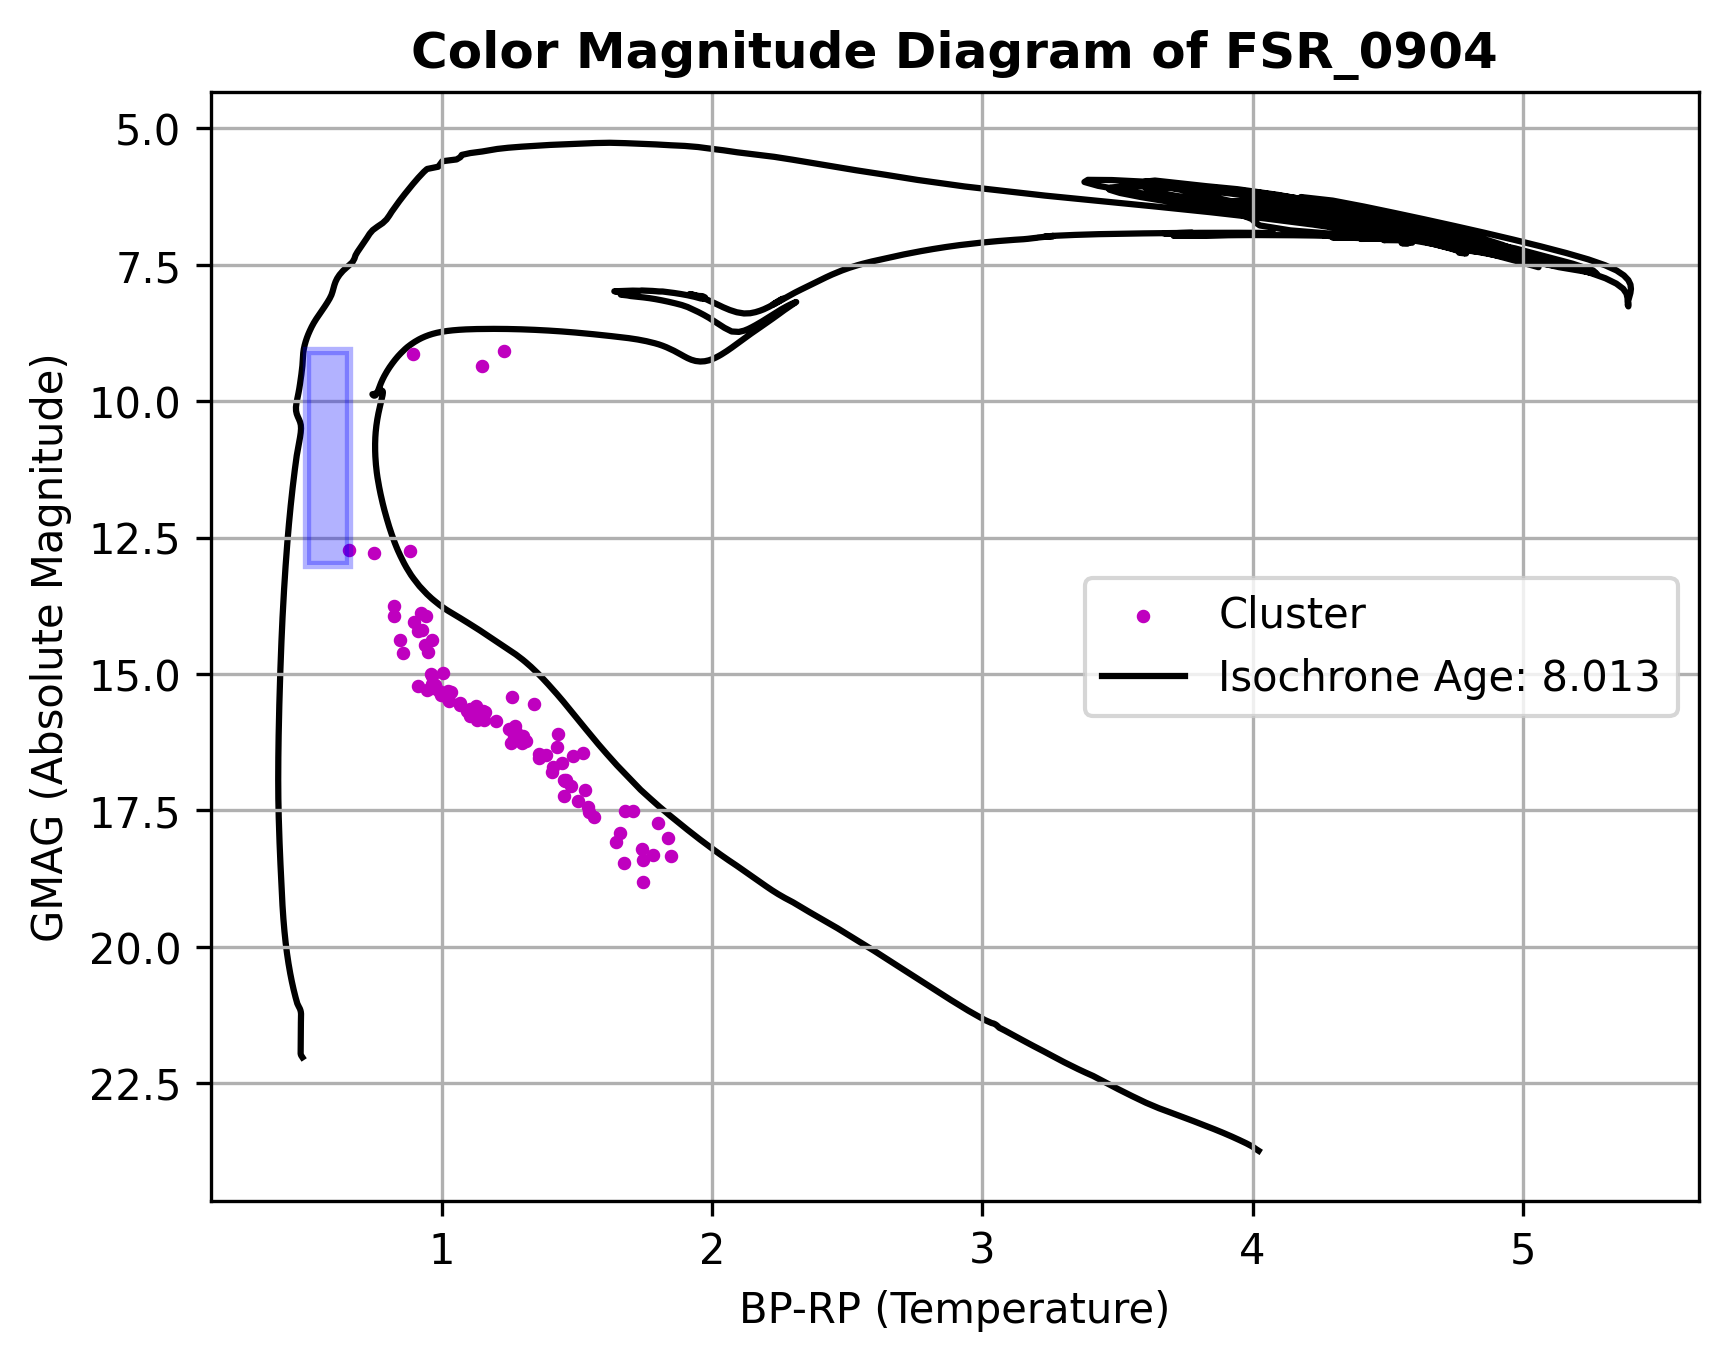 Color Magnitude Diagram of FSR_0904
GMAG (Absolute Magnitude)
5.0
7.5
10.0
12.5
15.0
17.5
20.0
22.5
Cluster
Isochrone Age: 8.013
1 2 3 4 5
BP-RP (Temperature)